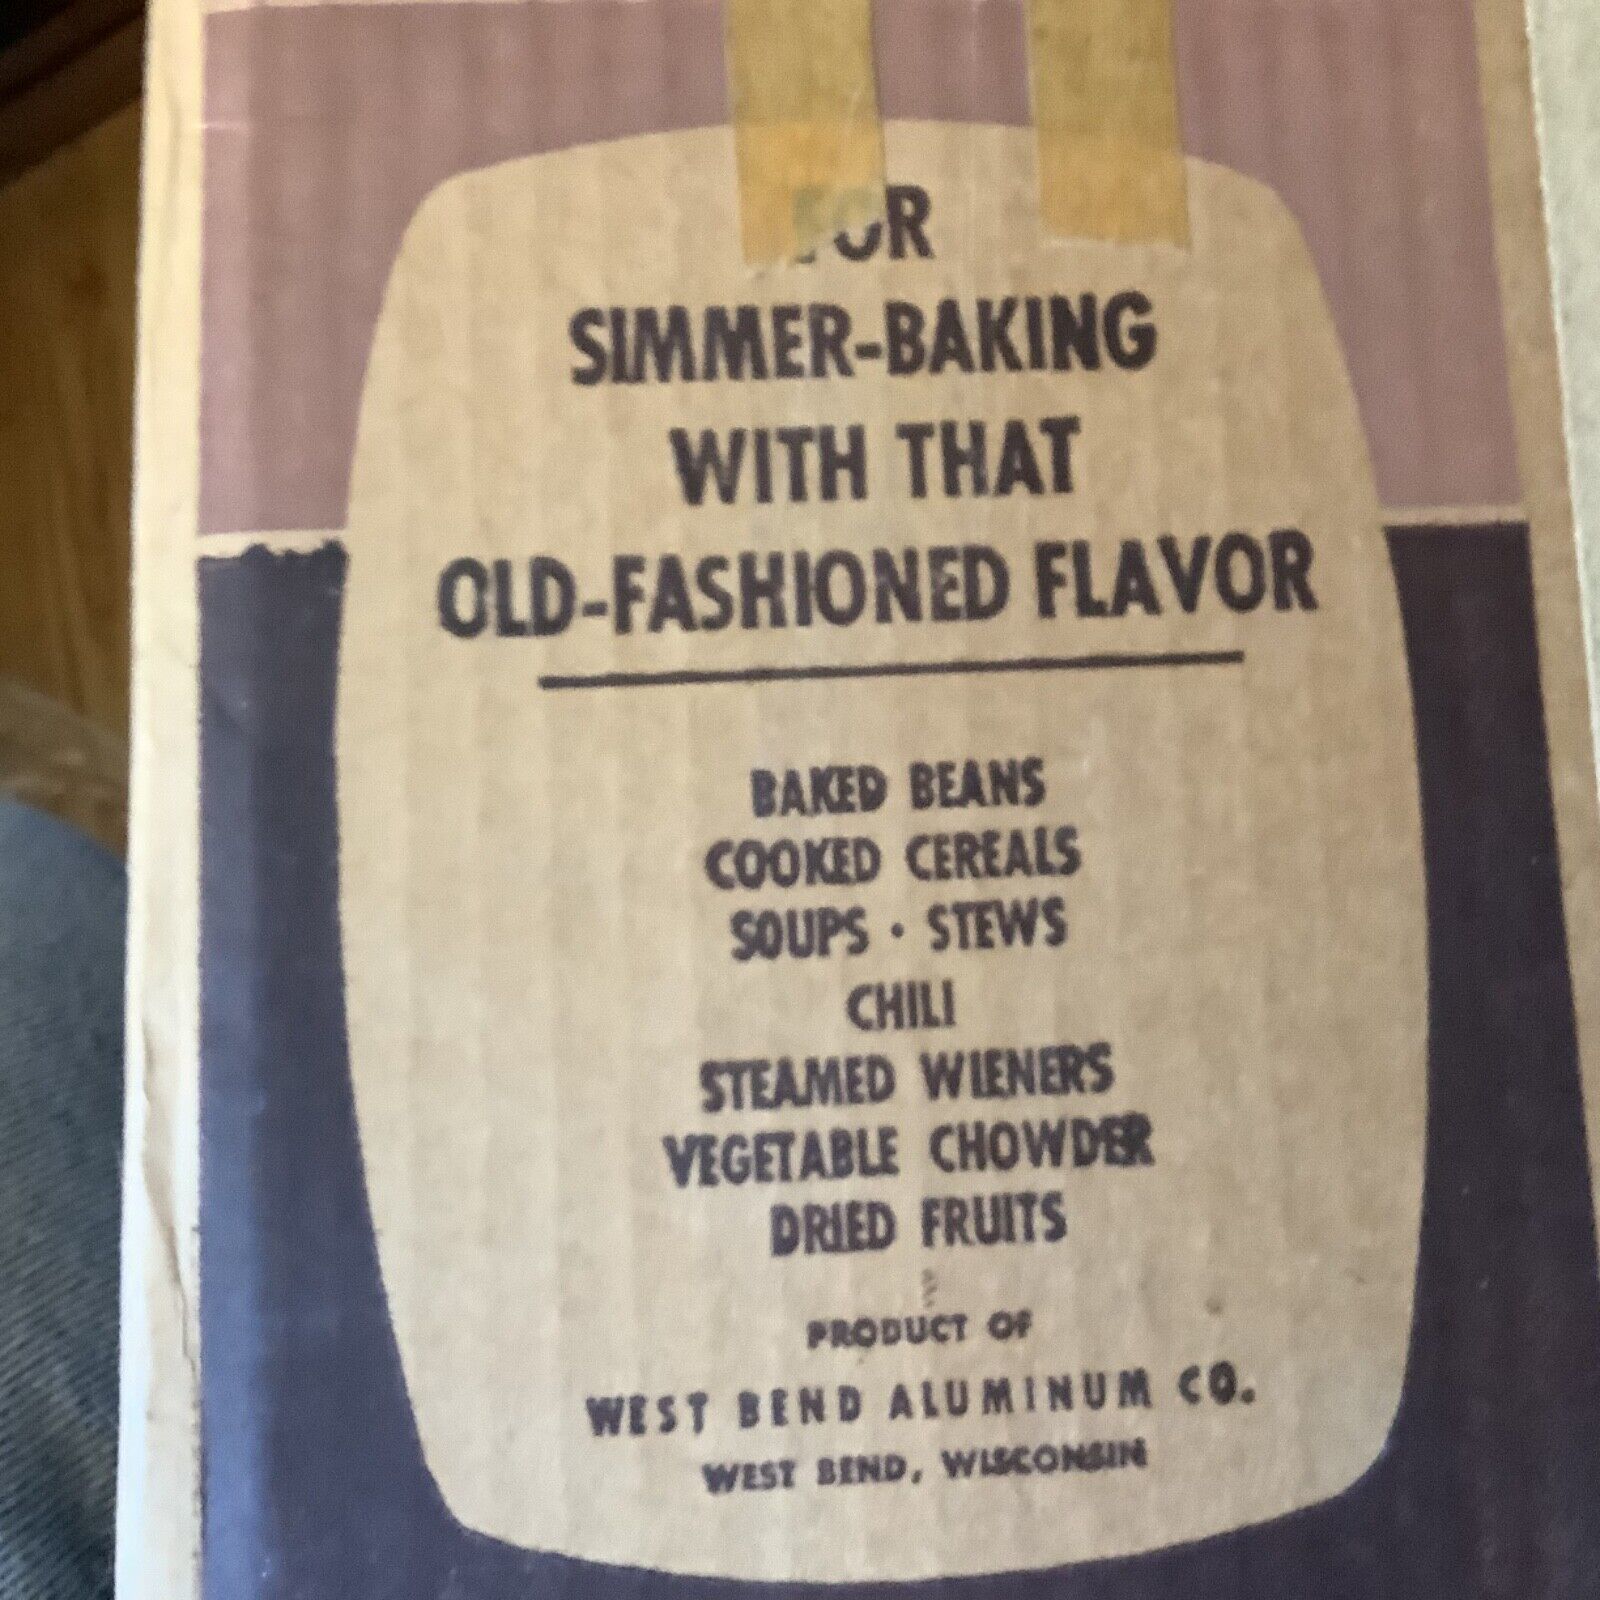 FOR
SIMMER-BAKING
WITH THAT
OLD-FASHIONED FLAVOR
BAKED BEANS
COOKED CEREALS
SOUPS • STEWS
CHILI
STEAMED WIENERS
VEGETABLE CHOWDER
DRIED FRUITS
PRODUCT OF
WEST BEND ALUMINUM CO.
WEST BEND, WISCONSIN